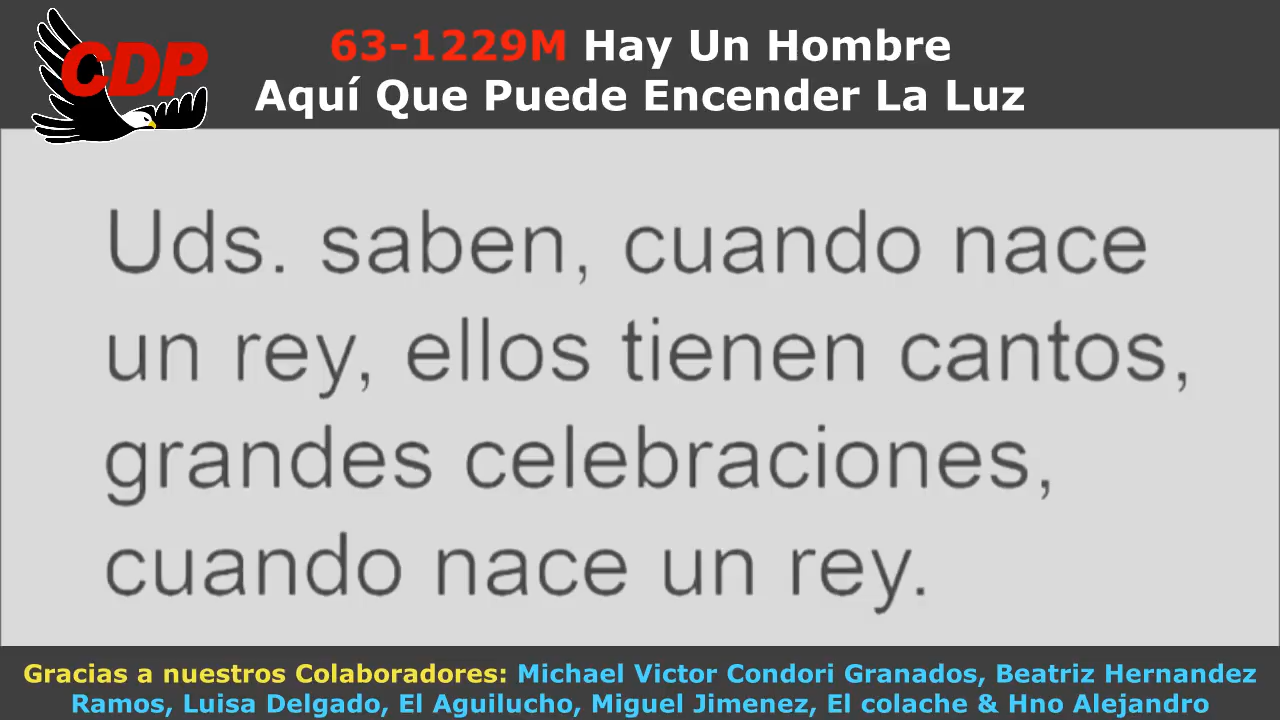 CDP
63-1229M Hay Un Hombre
Aquí Que Puede Encender La Luz
Uds. saben, cuando nace
un rey, ellos tienen cantos,
grandes celebraciones,
cuando nace un rey.
Gracias a nuestros Colaboradores: Michael Victor Condori Granados, Beatriz Hernandez
Ramos, Luisa Delgado, El Aguilucho, Miguel Jimenez, El colache & Hno Alejandro